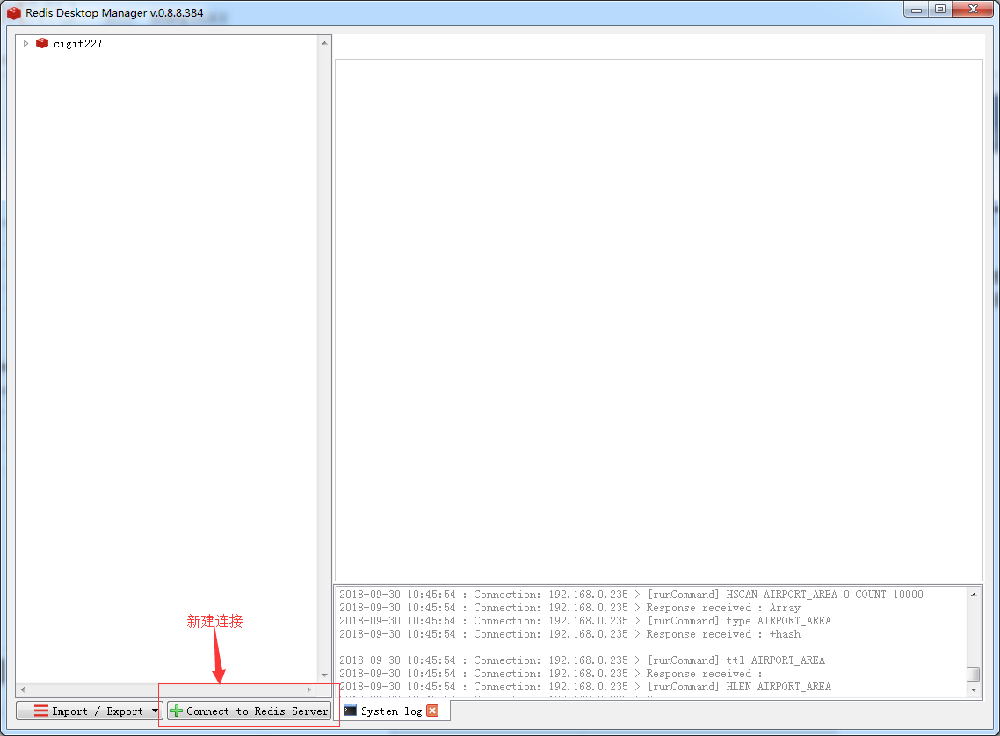 Redis Desktop Manager v.0.8.8.384
cigit227
新建连接
Import / Export
Connect to Redis Server
2018-09-30 10:45:54 : Connection: 192.168.0.235 > [runCommand] HSCAN AIRPORT_AREA 0 COUNT 10000
2018-09-30 10:45:54 : Connection: 192.168.0.235 > Response received : Array
2018-09-30 10:45:54 : Connection: 192.168.0.235 > [runCommand] type AIRPORT_AREA
2018-09-30 10:45:54 : Connection: 192.168.0.235 > Response received : +hash
2018-09-30 10:45:54 : Connection: 192.168.0.235 > [runCommand] ttl AIRPORT_AREA
2018-09-30 10:45:54 : Connection: 192.168.0.235 > Response received :
2018-09-30 10:45:54 : Connection: 192.168.0.235 > [runCommand] HLEN AIRPORT_AREA
System log